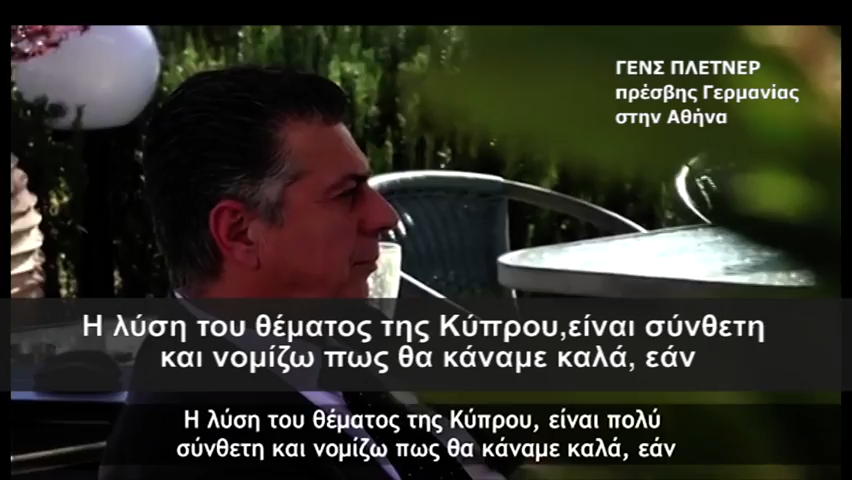 ΓΕΝΣ ΠΛΕΤΝΕΡ
πρέσβης Γερμανίας
στην Αθήνα
Η λύση του θέματος της Κύπρου,είναι σύνθετη
και νομίζω πως θα κάναμε καλά, εάν
Η λύση του θέματος της Κύπρου, είναι πολύ
σύνθετη και νομίζω πως θα κάναμε καλά, εάν